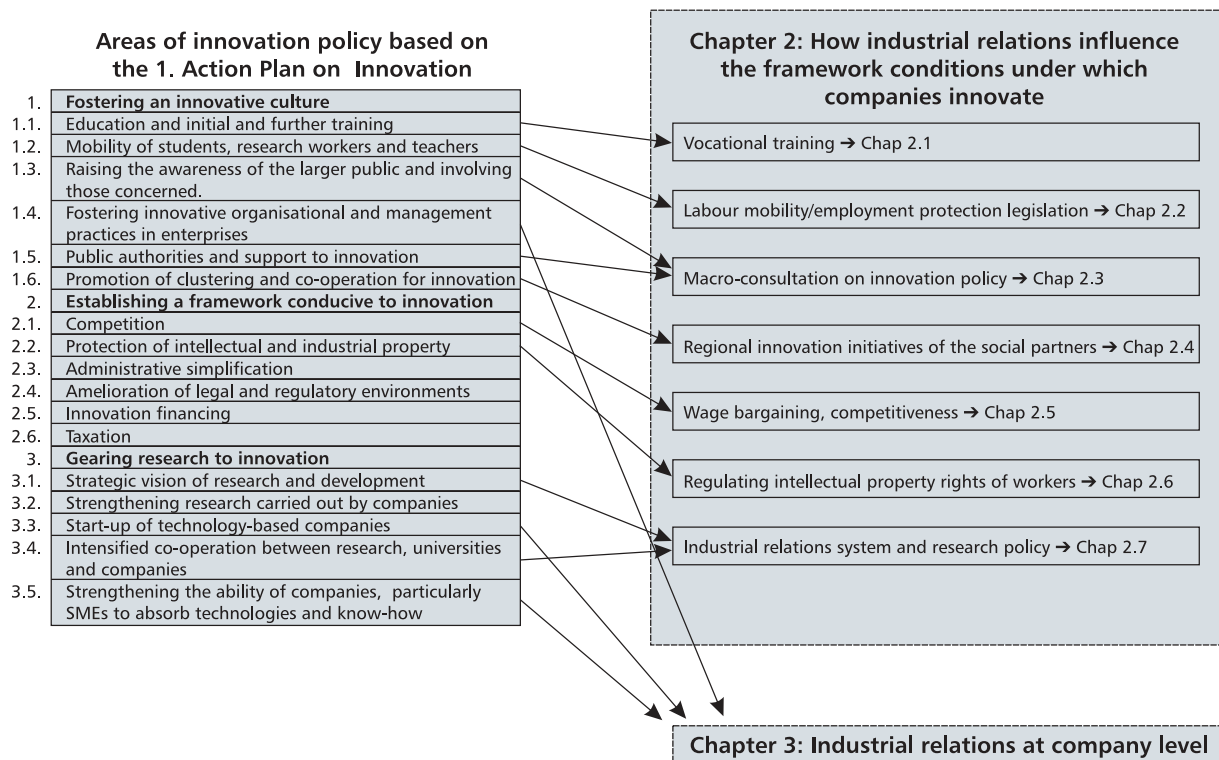 Areas of innovation policy based on
the 1. Action Plan on Innovation
1. Fostering an innovative culture
1.1. Education and initial and further training
1.2. Mobility of students, research workers and teachers
1.3. Raising the awareness of the larger public and involving
those concerned.
1.4. Fostering innovative organisational and management
practices in enterprises
1.5. Public authorities and support to innovation
1.6. Promotion of clustering and co-operation for innovation
2. Establishing a framework conducive to innovation
2.1. Competition
2.2. Protection of intellectual and industrial property
2.3. Administrative simplification
2.4. Amelioration of legal and regulatory environments
2.5. Innovation financing
2.6. Taxation
3. Gearing research to innovation
3.1. Strategic vision of research and development
3.2. Strengthening research carried out by companies
3.3. Start-up of technology-based companies
3.4. Intensified co-operation between research, universities
and companies
3.5. Strengthening the ability of companies, particularly
SMEs to absorb technologies and know-how
Chapter 2: How industrial relations influence
the framework conditions under which
companies innovate
Vocational training ➔ Chap 2.1
Labour mobility/employment protection legislation ➔ Chap 2.2
Macro-consultation on innovation policy ➔ Chap 2.3
Regional innovation initiatives of the social partners ➔ Chap 2.4
Wage bargaining, competitiveness ➔ Chap 2.5
Regulating intellectual property rights of workers ➔ Chap 2.6
Industrial relations system and research policy ➔ Chap 2.7
Chapter 3: Industrial relations at company level